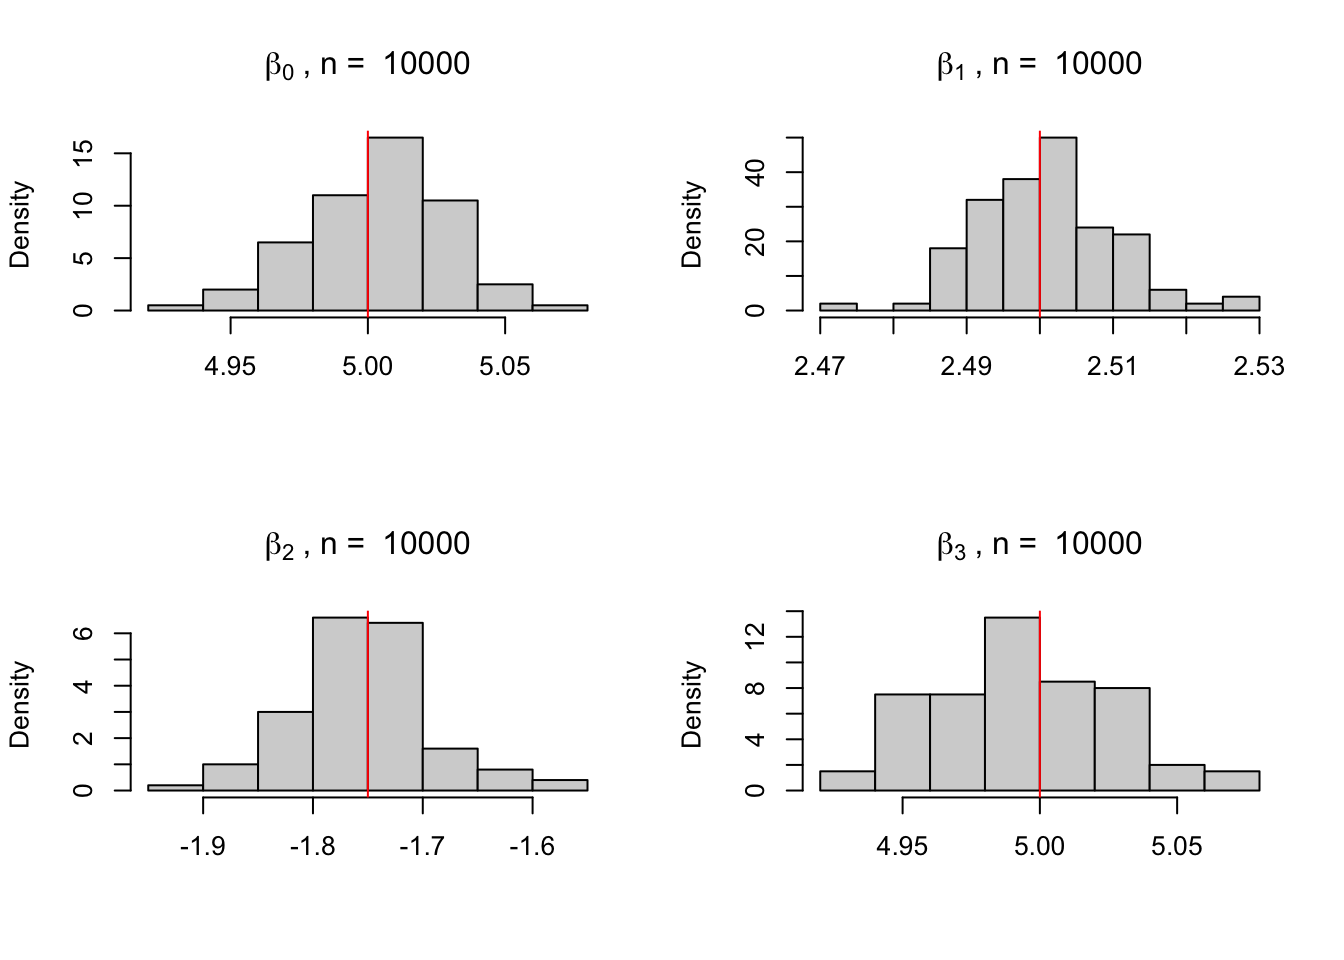 β0 , n = 10000
Density
15
10
5
0
4.95 5.00 5.05
β1 , n = 10000
Density
40
20
0
2.47 2.49 2.51 2.53
β2 , n = 10000
Density
6
4
2
0
-1.9 -1.8 -1.7 -1.6
β3 , n = 10000
Density
12
8
4
0
4.95 5.00 5.05